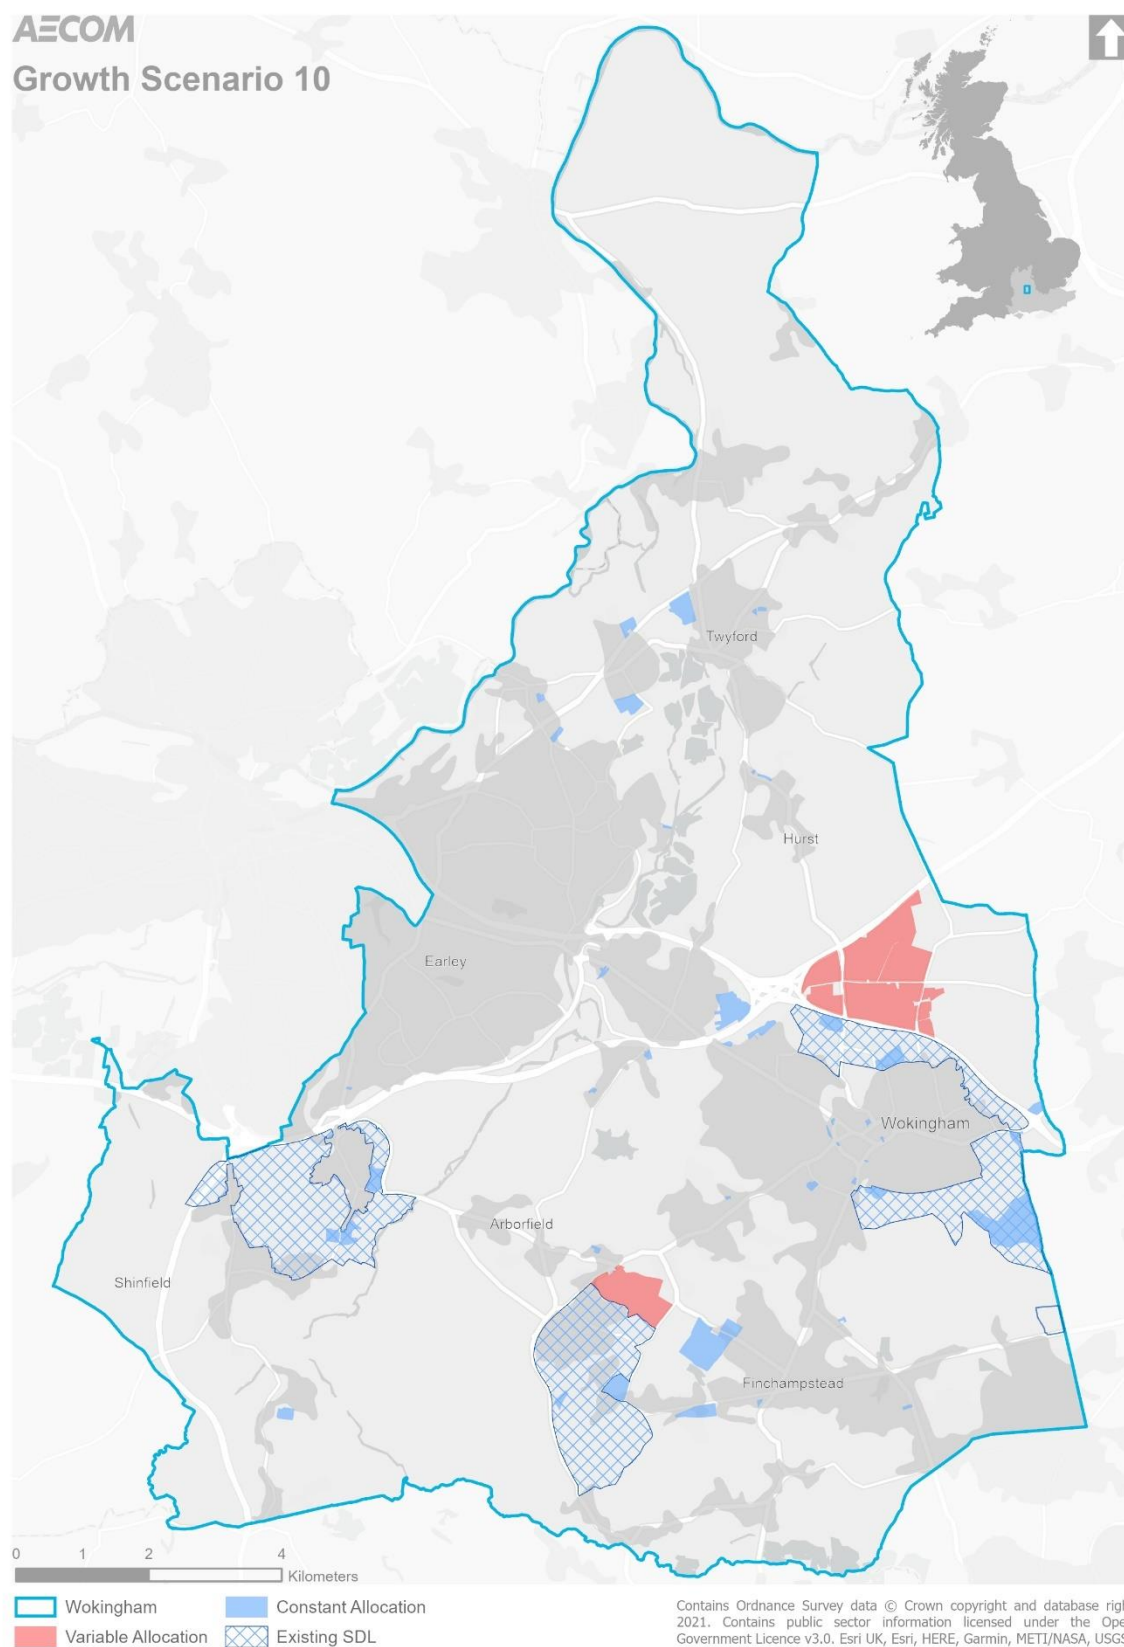 AECOM
Growth Scenario 10
Twyford
Hurst
Earley
Wokingham
Arborfield
Shinfield
Finchampstead
0 1 2 4
Kilometers
Wokingham
Constant Allocation
Variable Allocation
Existing SDL
Contains Ordnance Survey data © Crown copyright and database
2021. Contains public sector information licensed under the
Government Licence v3.0. Esri UK, Esri, HERE, Garmin, METI/NASA, USGS